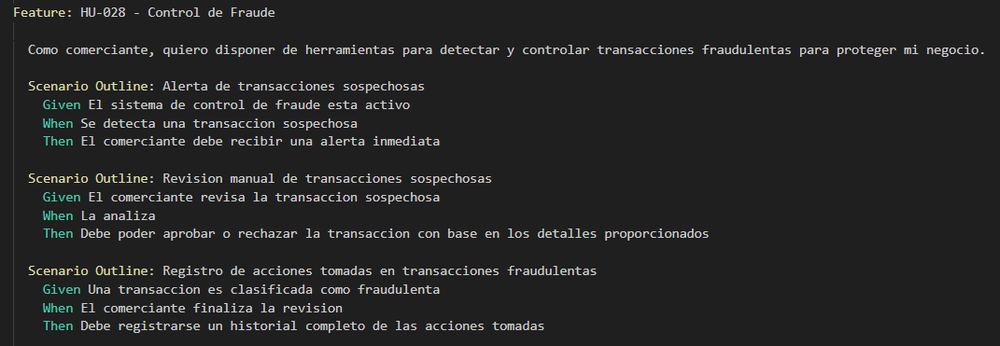 Feature: HU-028 - Control de Fraude
Como comerciante, quiero disponer de herramientas para detectar y controlar transacciones fraudulentas para proteger mi negocio.
Scenario Outline: Alerta de transacciones sospechosas
Given El sistema de control de fraude esta activo
When Se detecta una transaccion sospechosa
Then El comerciante debe recibir una alerta inmediata
Scenario Outline: Revision manual de transacciones sospechosas
Given El comerciante revisa la transaccion sospechosa
When La analiza
Then Debe poder aprobar o rechazar la transaccion con base en los detalles proporcionados
Scenario Outline: Registro de acciones tomadas en transacciones fraudulentas
Given Una transaccion es clasificada como fraudulenta
When El comerciante finaliza la revision
Then Debe registrarse un historial completo de las acciones tomadas